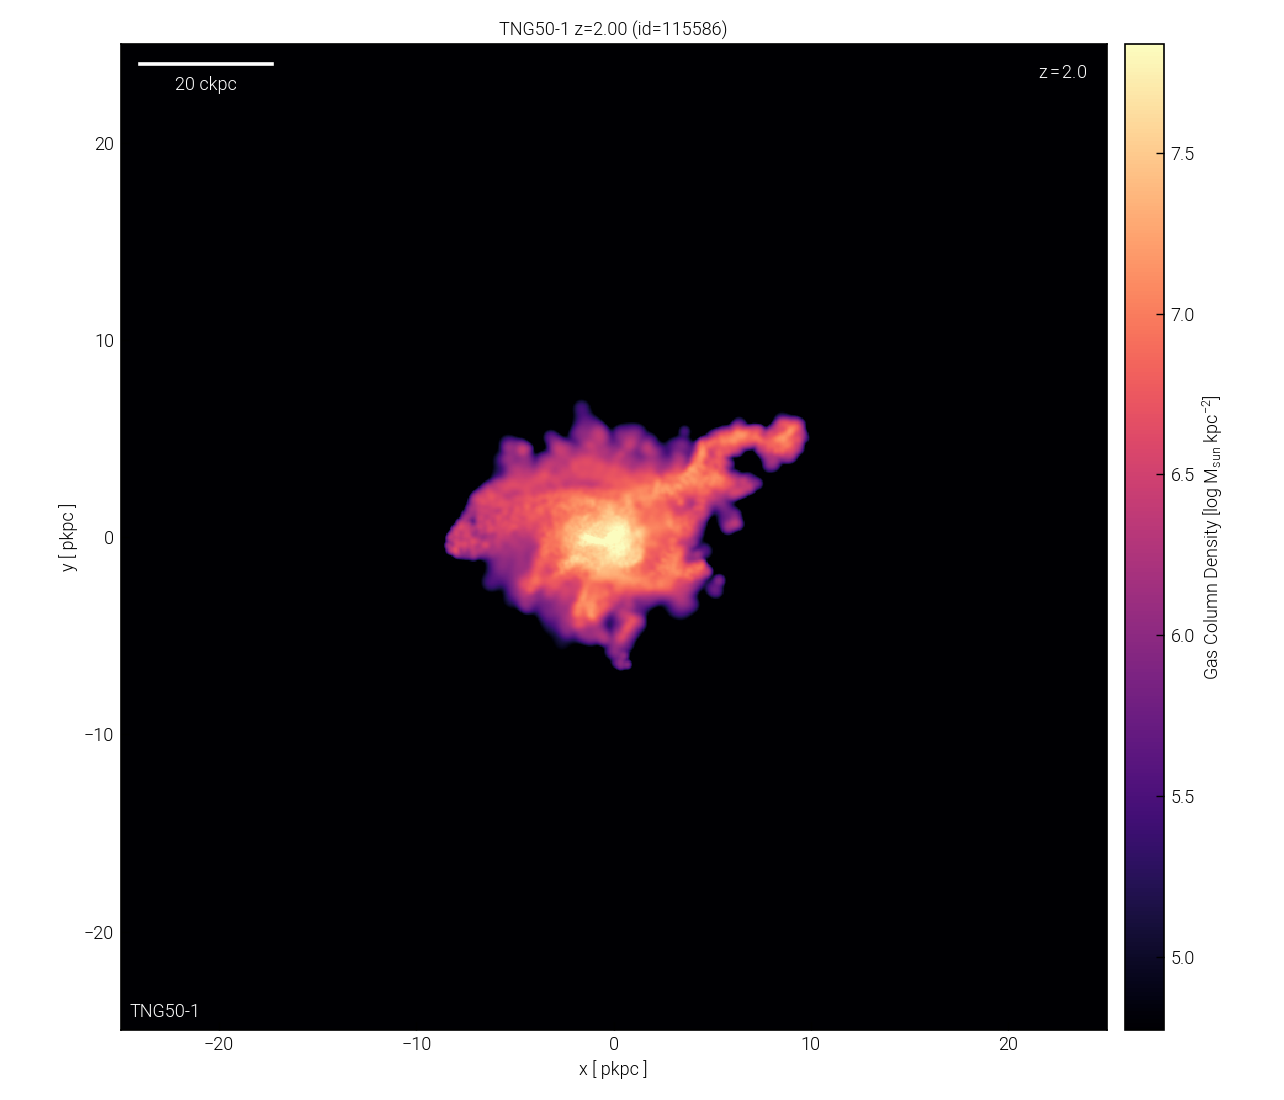 TNG50-1 z=2.00 (id=115586)
20 ckpc
z=2.0
20
10
0
−10
−20
y [ pkpc ]
TNG50-1
−20
−10
0
10
20
x [ pkpc ]
7.5
7.0
6.5
6.0
5.5
5.0
Gas Column Density [log M_sun kpc^−2]